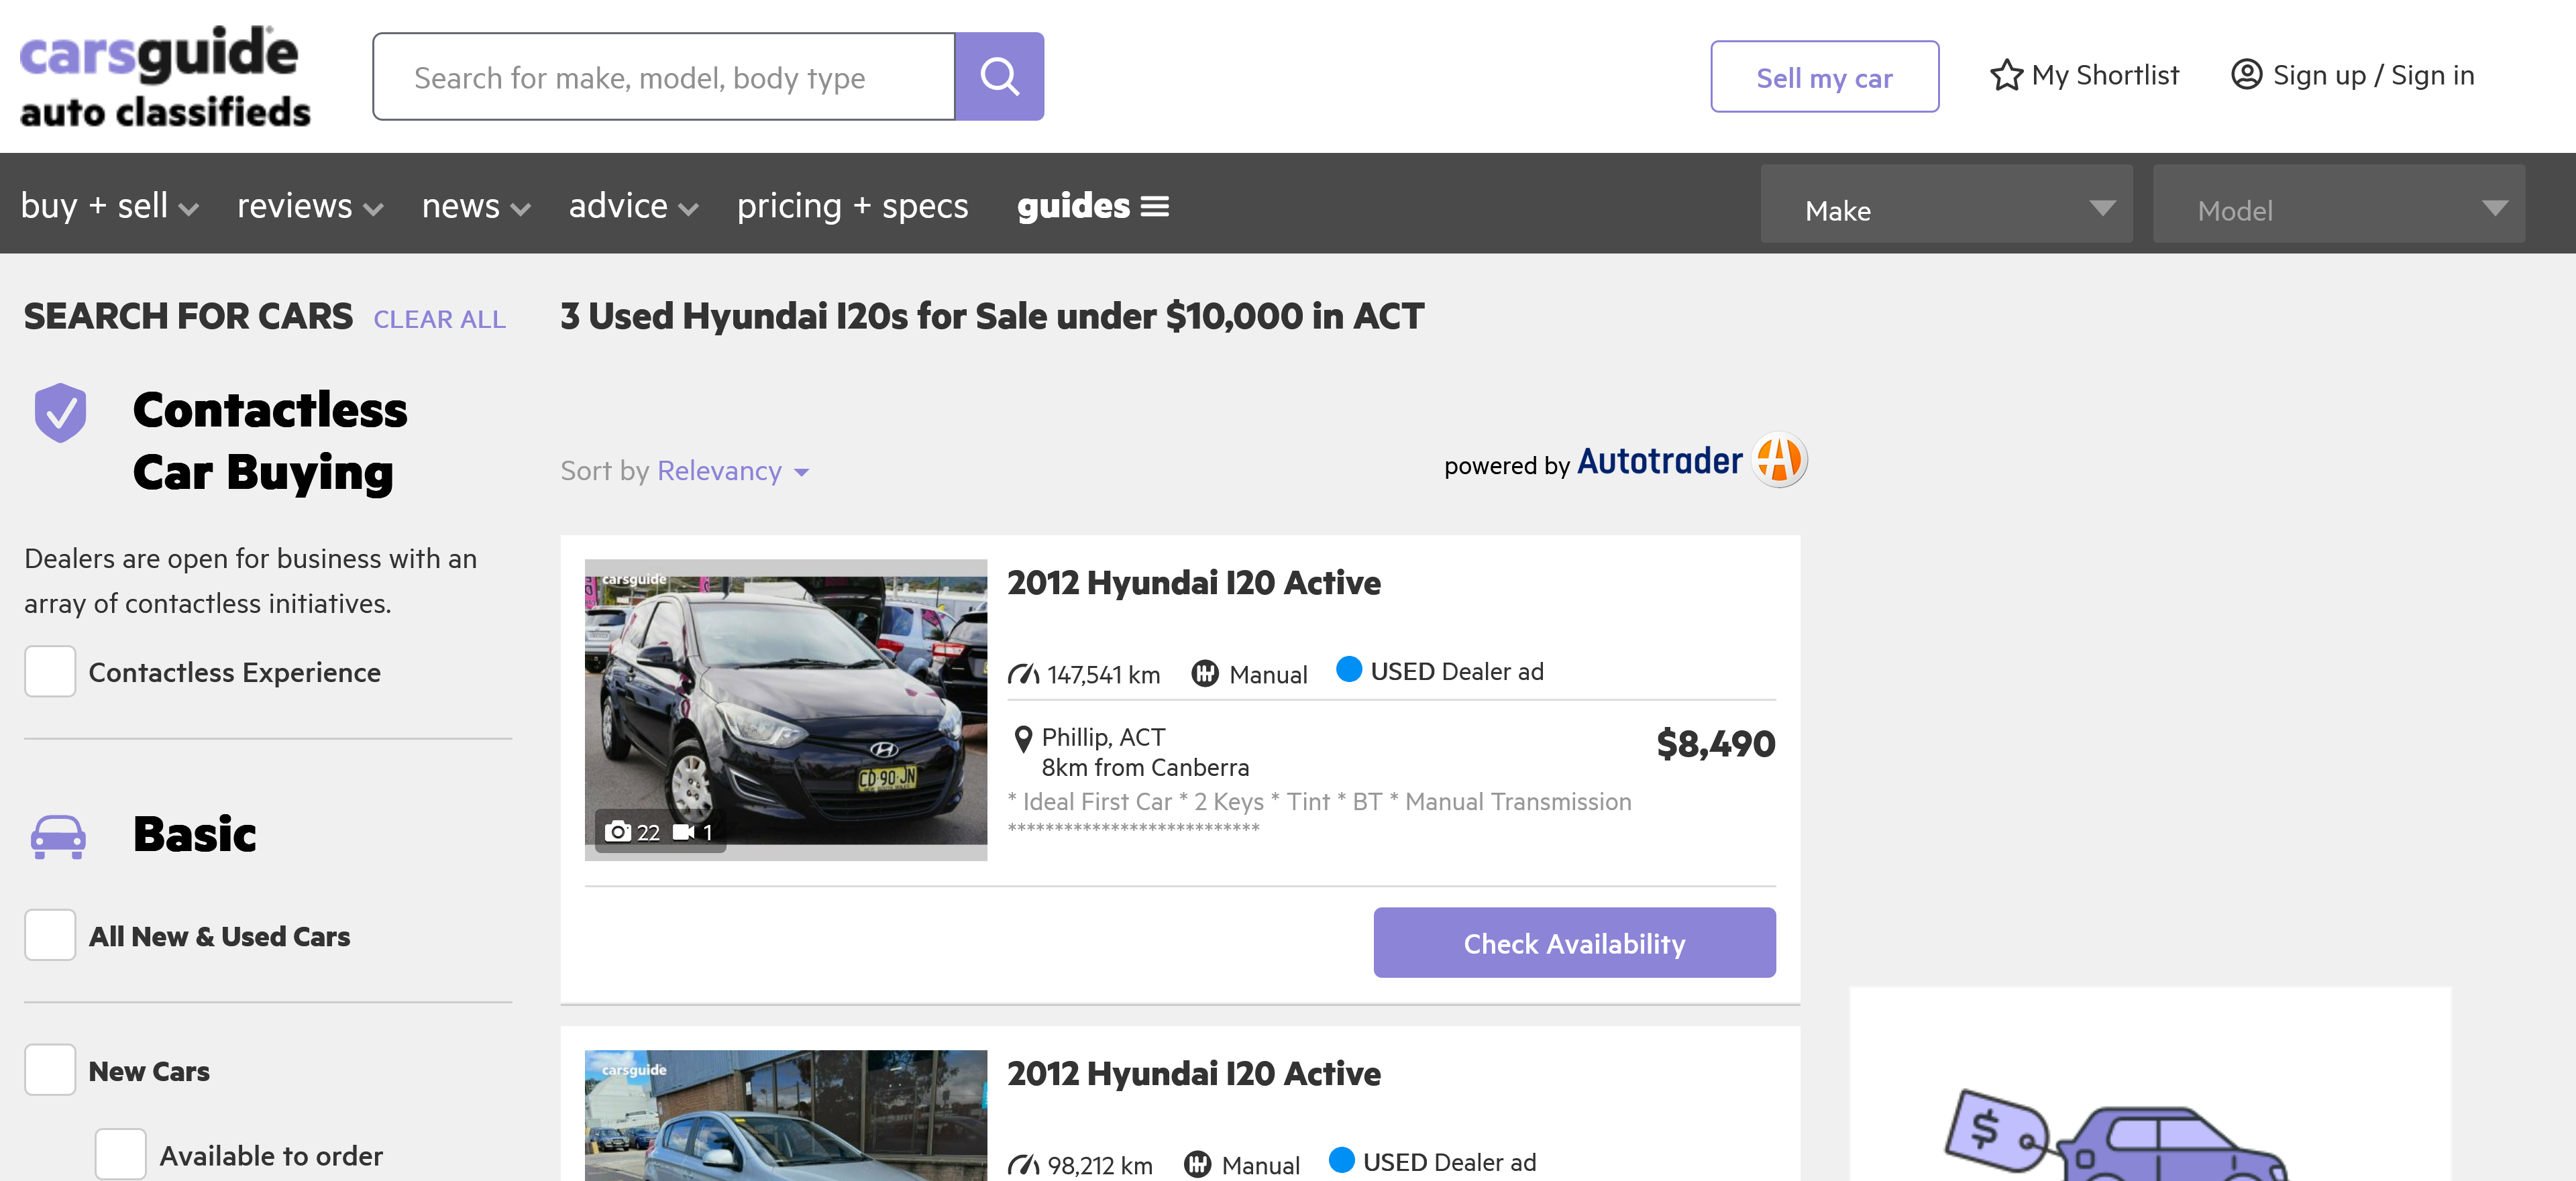 carsguide
auto classifieds
Search for make, model, body type
Sell my car
My Shortlist
Sign up / Sign in
buy + sell
reviews
news
advice
pricing + specs
guides
Make
Model
SEARCH FOR CARS
CLEAR ALL
3 Used Hyundai I20s for Sale under $10,000 in ACT
Contactless
Car Buying
Dealers are open for business with an
array of contactless initiatives.
Contactless Experience
Basic
All New & Used Cars
New Cars
Available to order
Sort by Relevancy
powered by Autotrader
carsguide
CD·90·JN
22 1
2012 Hyundai I20 Active
147,541 km
Manual
USED Dealer ad
Phillip, ACT
8km from Canberra
$8,490
* Ideal First Car * 2 Keys * Tint * BT * Manual Transmission
***************************
Check Availability
carsguide
2012 Hyundai I20 Active
98,212 km
Manual
USED Dealer ad
$